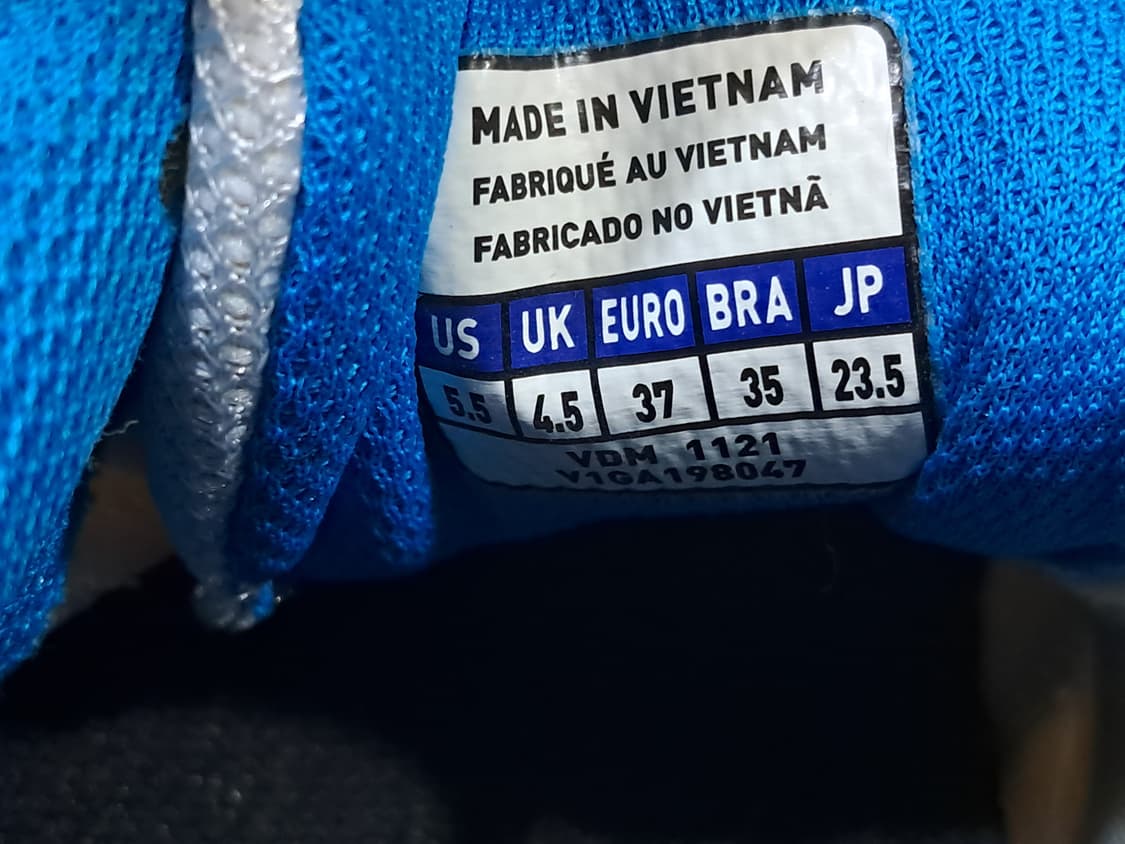 MADE IN VIETNAM
FABRIQUÉ AU VIETNAM
FABRICADO NO VIETNÃ
US UK EURO BRA JP
5.5 4.5 37 35 23.5
VDM 1121
V1GA198047